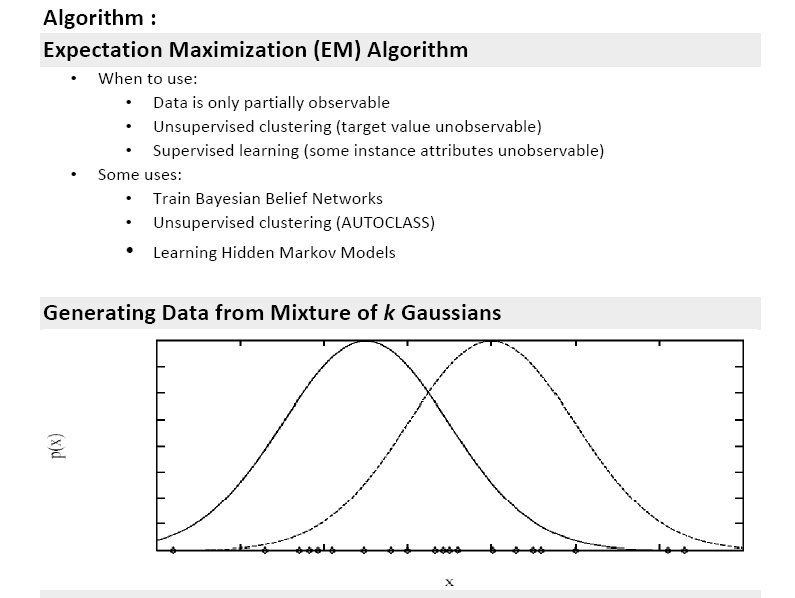 Algorithm :
Expectation Maximization (EM) Algorithm
• When to use:
• Data is only partially observable
• Unsupervised clustering (target value unobservable)
• Supervised learning (some instance attributes unobservable)
• Some uses:
• Train Bayesian Belief Networks
• Unsupervised clustering (AUTOCLASS)
• Learning Hidden Markov Models
Generating Data from Mixture of k Gaussians
p(x)
x